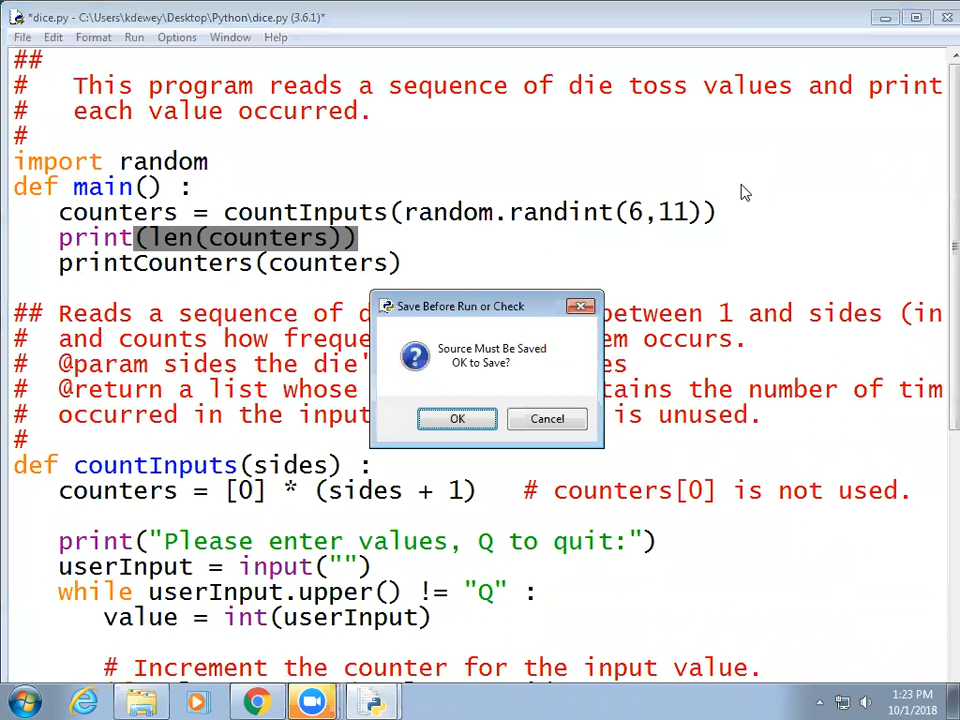 *dice.py - C:\Users\kdewey\Desktop\Python\dice.py (3.6.1)*
File Edit Format Run Options Window Help
##
# This program reads a sequence of die toss values and print
# each value occurred.
#
import random
def main() :
counters = countInputs(random.randint(6,11))
print(len(counters))
printCounters(counters)
Save Before Run or Check
Source Must Be Saved
OK to Save?
OK Cancel
## Reads a sequence of d between 1 and sides (in
# and counts how freque em occurs.
# @param sides the die' es
# @return a list whose tains the number of tim
# occurred in the input is unused.
#
def countInputs(sides) :
counters = [0] * (sides + 1) # counters[0] is not used.
print("Please enter values, Q to quit:")
userInput = input("")
while userInput.upper() != "Q" :
value = int(userInput)
# Increment the counter for the input value.
1:23 PM
10/1/2018